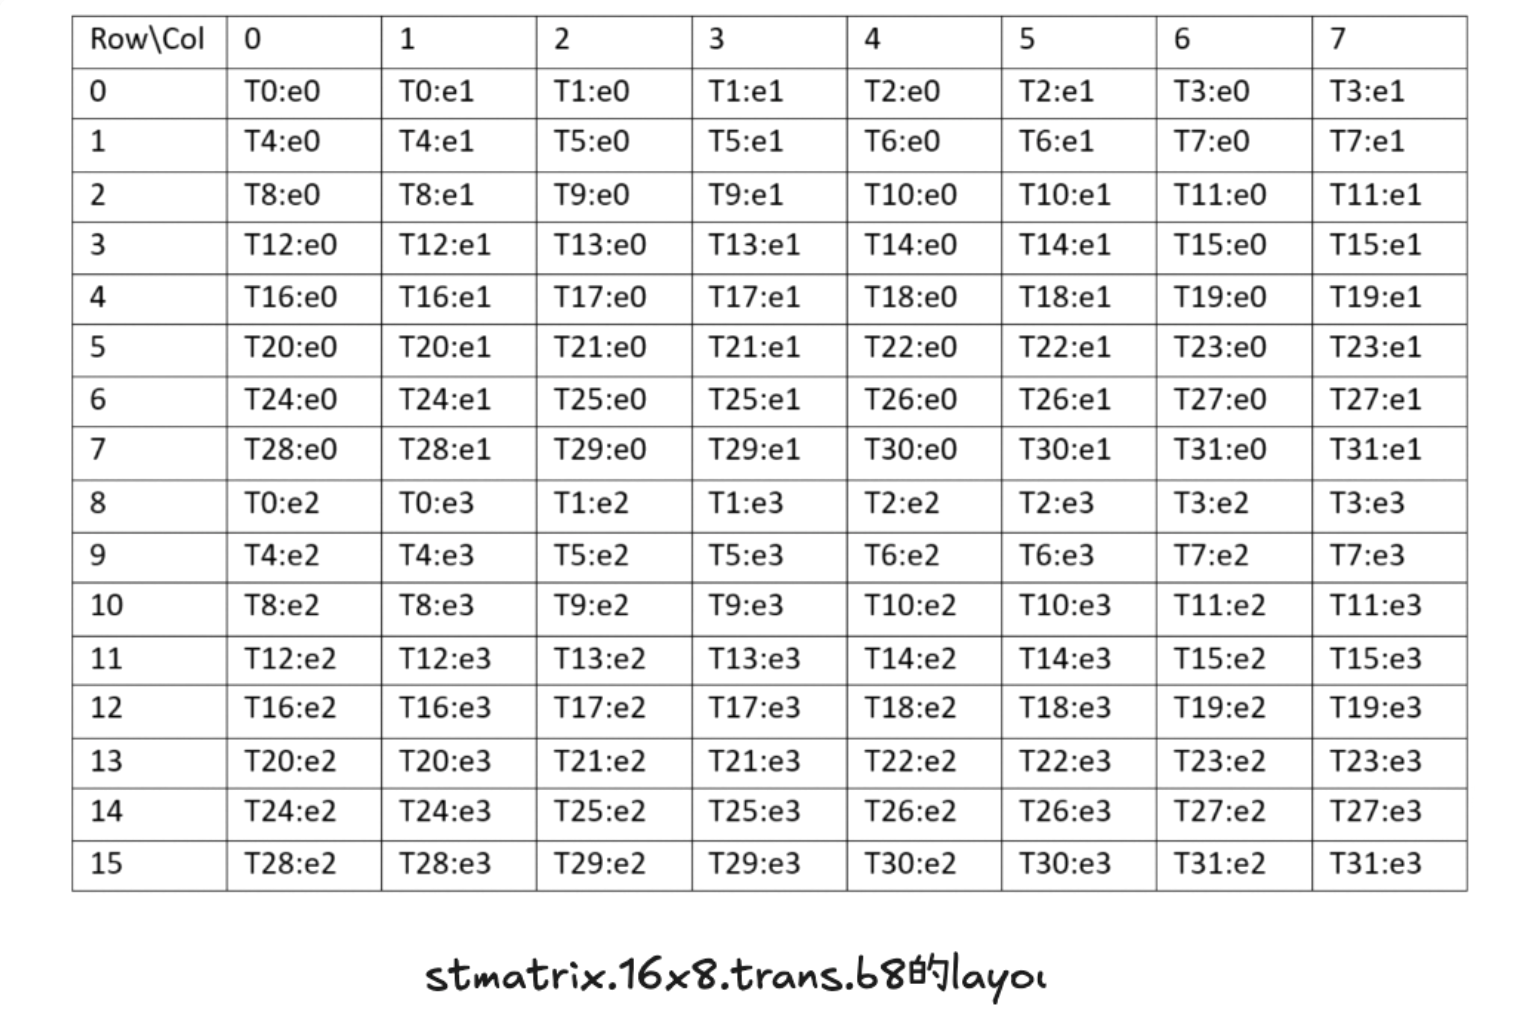 Row\Col 0 1 2 3 4 5 6 7
0 T0:e0 T0:e1 T1:e0 T1:e1 T2:e0 T2:e1 T3:e0 T3:e1
1 T4:e0 T4:e1 T5:e0 T5:e1 T6:e0 T6:e1 T7:e0 T7:e1
2 T8:e0 T8:e1 T9:e0 T9:e1 T10:e0 T10:e1 T11:e0 T11:e1
3 T12:e0 T12:e1 T13:e0 T13:e1 T14:e0 T14:e1 T15:e0 T15:e1
4 T16:e0 T16:e1 T17:e0 T17:e1 T18:e0 T18:e1 T19:e0 T19:e1
5 T20:e0 T20:e1 T21:e0 T21:e1 T22:e0 T22:e1 T23:e0 T23:e1
6 T24:e0 T24:e1 T25:e0 T25:e1 T26:e0 T26:e1 T27:e0 T27:e1
7 T28:e0 T28:e1 T29:e0 T29:e1 T30:e0 T30:e1 T31:e0 T31:e1
8 T0:e2 T0:e3 T1:e2 T1:e3 T2:e2 T2:e3 T3:e2 T3:e3
9 T4:e2 T4:e3 T5:e2 T5:e3 T6:e2 T6:e3 T7:e2 T7:e3
10 T8:e2 T8:e3 T9:e2 T9:e3 T10:e2 T10:e3 T11:e2 T11:e3
11 T12:e2 T12:e3 T13:e2 T13:e3 T14:e2 T14:e3 T15:e2 T15:e3
12 T16:e2 T16:e3 T17:e2 T17:e3 T18:e2 T18:e3 T19:e2 T19:e3
13 T20:e2 T20:e3 T21:e2 T21:e3 T22:e2 T22:e3 T23:e2 T23:e3
14 T24:e2 T24:e3 T25:e2 T25:e3 T26:e2 T26:e3 T27:e2 T27:e3
15 T28:e2 T28:e3 T29:e2 T29:e3 T30:e2 T30:e3 T31:e2 T31:e3
stmatrix.16x8.trans.b8的